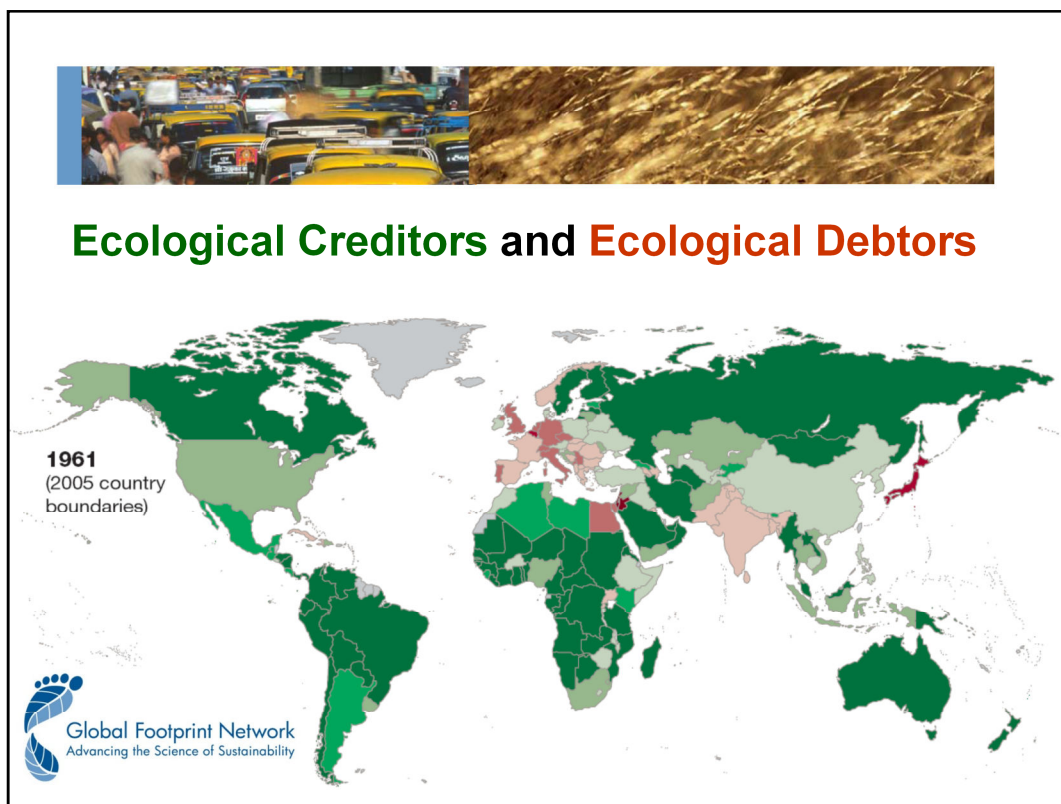 Ecological Creditors and Ecological Debtors
1961
(2005 country
boundaries)
Global Footprint Network
Advancing the Science of Sustainability